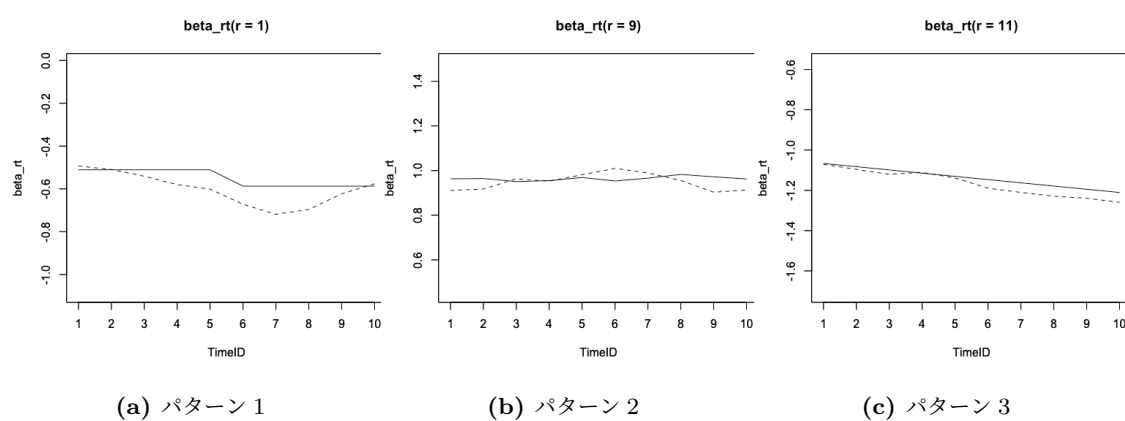 beta_rt(r = 1)
beta_rt
0.0
-0.2
-0.4
-0.6
-0.8
-1.0
1 2 3 4 5 6 7 8 9 10
TimeID
(a) パターン 1
beta_rt(r = 9)
beta_rt
1.4
1.2
1.0
0.8
0.6
1 2 3 4 5 6 7 8 9 10
TimeID
(b) パターン 2
beta_rt(r = 11)
beta_rt
-0.6
-0.8
-1.0
-1.2
-1.4
-1.6
1 2 3 4 5 6 7 8 9 10
TimeID
(c) パターン 3